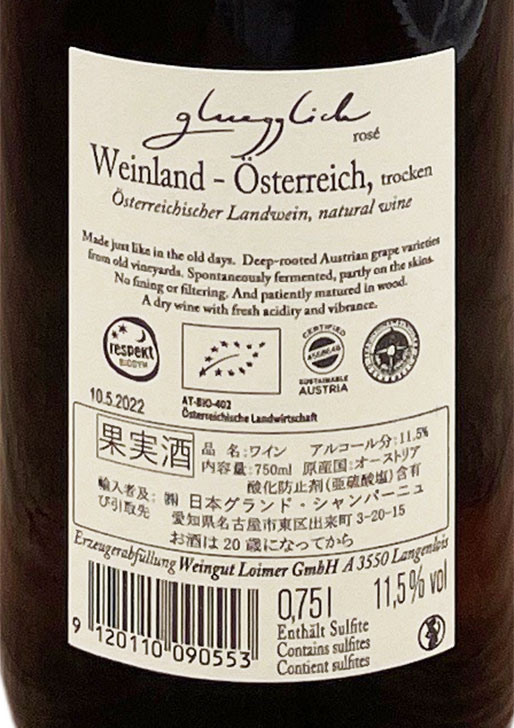 gluegglich
rosé
Weinland - Österreich, trocken
Österreichischer Landwein, natural wine
Made just like in the old days. Deep-rooted Austrian grape varieties
from old vineyards. Spontaneously fermented, partly on the skins.
No fining or filtering. And patiently matured in wood.
A dry wine with fresh acidity and vibrance.
respekt
BIODYN
CERTIFIED
SUSTAINABLE
AUSTRIA
AT-BIO-402
Österreichische Landwirtschaft
10.5.2022
果実酒
品 名:ワイン アルコール分:11.5%
内容量:750ml 原産国:オーストリア
酸化防止剤(亜硫酸塩)含有
輸入者及び引取先 : ㈱ 日本グランド・シャンパーニュ
愛知県名古屋市東区出来町 3-20-15
お酒は 20 歳になってから
Erzeugerabfüllung Weingut Loimer GmbH A 3550 Langenlois
9 120110 090553
0,75 l 11,5% vol
Enthält Sulfite
Contains sulfites
Contient sulfites